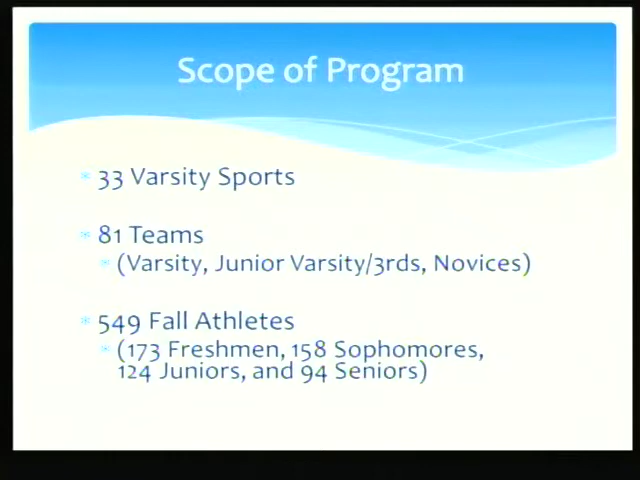 Scope of Program
33 Varsity Sports
81 Teams
(Varsity, Junior Varsity/3rds, Novices)
549 Fall Athletes
(173 Freshmen, 158 Sophomores,
124 Juniors, and 94 Seniors)